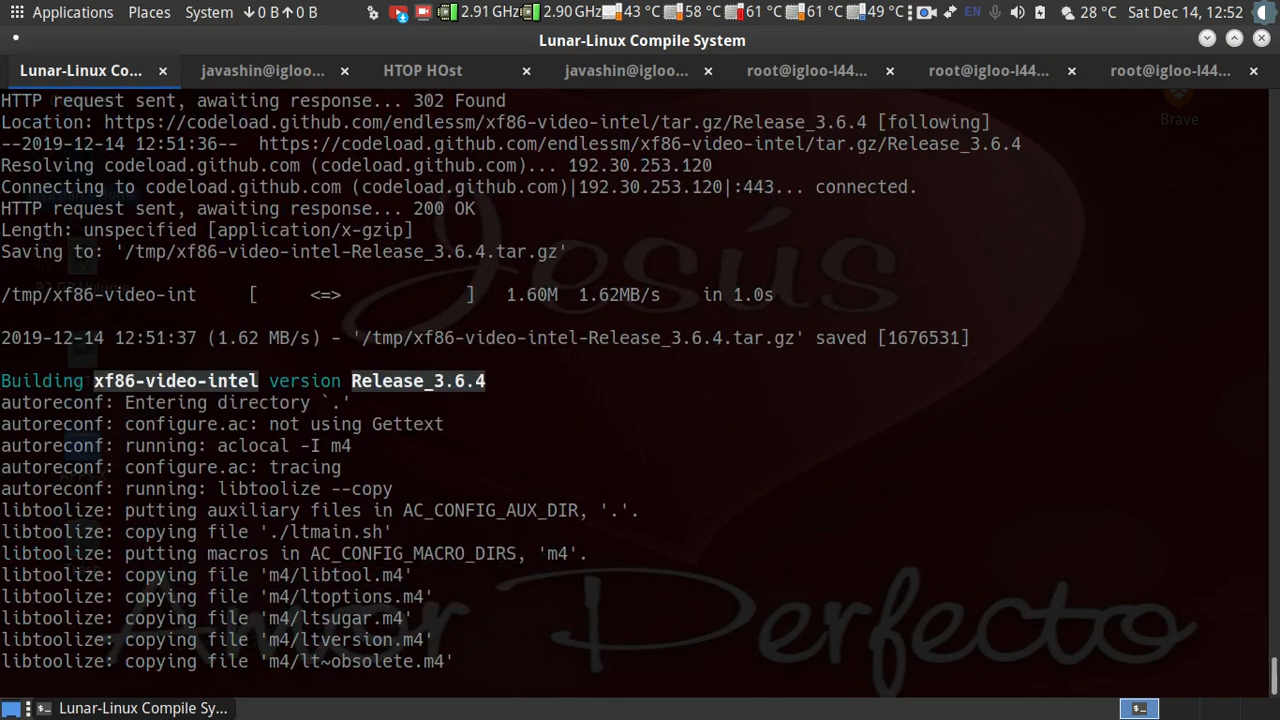 Applications Places System 0 B 0 B 2.91 GHz 2.90 GHz 43 °C 58 °C 61 °C 61 °C 49 °C EN 28 °C Sat Dec 14, 12:52
Lunar-Linux Compile System
Lunar-Linux Co... × javashin@igloo... × HTOP HOst × javashin@igloo... × root@igloo-l44... × root@igloo-l44... × root@igloo-l44... ×
HTTP request sent, awaiting response... 302 Found
Location: https://codeload.github.com/endlessm/xf86-video-intel/tar.gz/Release_3.6.4 [following]
--2019-12-14 12:51:36--  https://codeload.github.com/endlessm/xf86-video-intel/tar.gz/Release_3.6.4
Resolving codeload.github.com (codeload.github.com)... 192.30.253.120
Connecting to codeload.github.com (codeload.github.com)|192.30.253.120|:443... connected.
HTTP request sent, awaiting response... 200 OK
Length: unspecified [application/x-gzip]
Saving to: '/tmp/xf86-video-intel-Release_3.6.4.tar.gz'
/tmp/xf86-video-int     [     <=>            ]   1.60M  1.62MB/s    in 1.0s
2019-12-14 12:51:37 (1.62 MB/s) - '/tmp/xf86-video-intel-Release_3.6.4.tar.gz' saved [1676531]
Building xf86-video-intel version Release_3.6.4
autoreconf: Entering directory `.'
autoreconf: configure.ac: not using Gettext
autoreconf: running: aclocal -I m4
autoreconf: configure.ac: tracing
autoreconf: running: libtoolize --copy
libtoolize: putting auxiliary files in AC_CONFIG_AUX_DIR, '.'.
libtoolize: copying file './ltmain.sh'
libtoolize: putting macros in AC_CONFIG_MACRO_DIRS, 'm4'.
libtoolize: copying file 'm4/libtool.m4'
libtoolize: copying file 'm4/ltoptions.m4'
libtoolize: copying file 'm4/ltsugar.m4'
libtoolize: copying file 'm4/ltversion.m4'
libtoolize: copying file 'm4/lt~obsolete.m4'
Brave
Jesús
Amor Perfecto
Lunar-Linux Compile Sy...